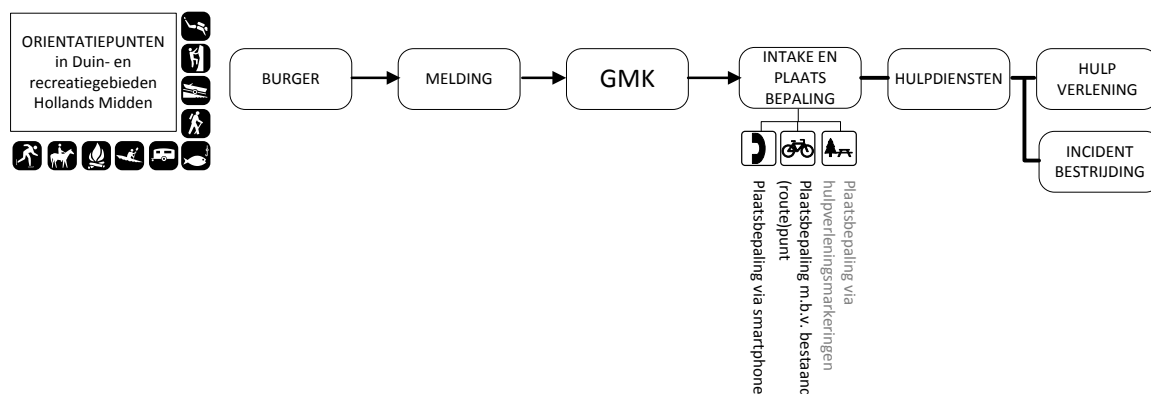 ORIENTATIEPUNTEN
in Duin- en
recreatiegebieden
Hollands Midden
BURGER
MELDING
GMK
INTAKE EN
PLAATS
BEPALING
HULPDIENSTEN
HULP
VERLENING
INCIDENT
BESTRIJDING
Plaatsbepaling via smartphone
Plaatsbepaling m.b.v. bestaand
(route)punt
Plaatsbepaling via
hulpverleningsmarkeringen